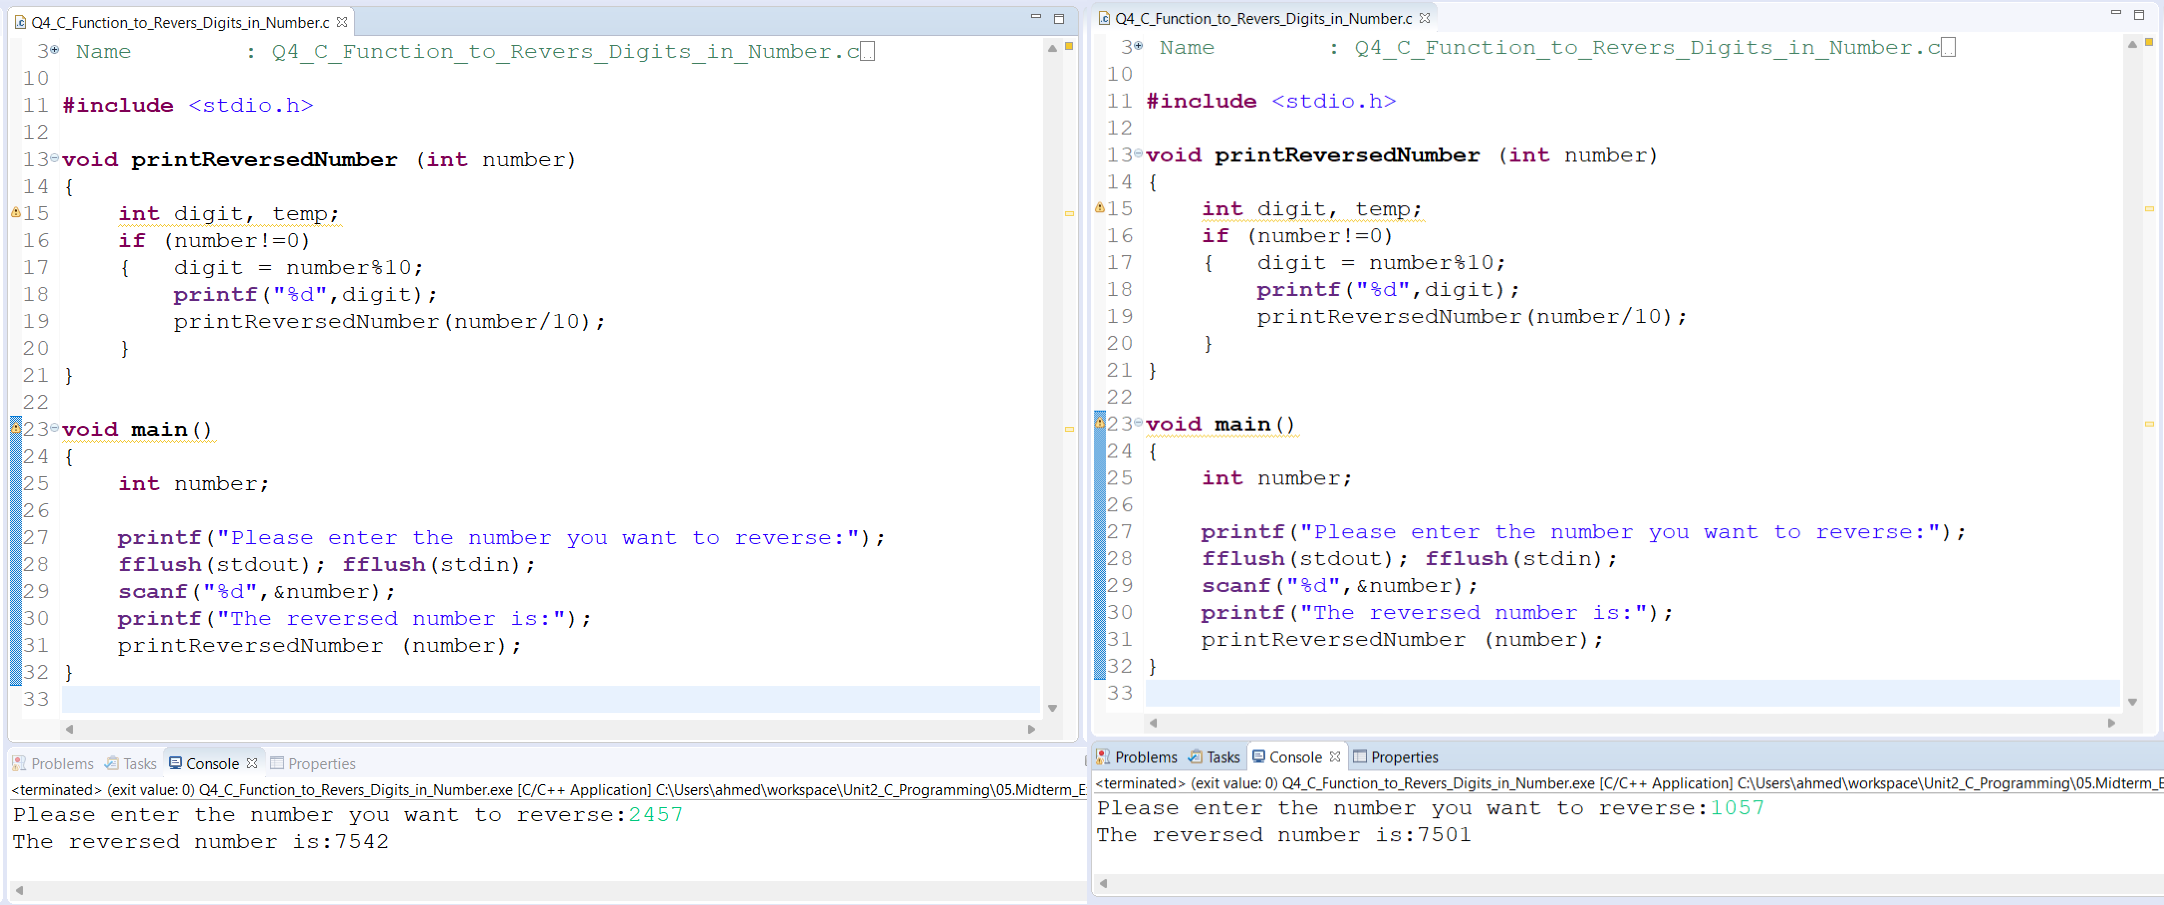 Q4_C_Function_to_Revers_Digits_in_Number.c
3 Name : Q4_C_Function_to_Revers_Digits_in_Number.c
10
11 #include <stdio.h>
12
13 void printReversedNumber (int number)
14 {
15 int digit, temp;
16 if (number!=0)
17 { digit = number%10;
18 printf("%d",digit);
19 printReversedNumber(number/10);
20 }
21 }
22
23 void main()
24 {
25 int number;
26
27 printf("Please enter the number you want to reverse:");
28 fflush(stdout); fflush(stdin);
29 scanf("%d",&number);
30 printf("The reversed number is:");
31 printReversedNumber (number);
32 }
33
Problems Tasks Console Properties
<terminated> (exit value: 0) Q4_C_Function_to_Revers_Digits_in_Number.exe [C/C++ Application] C:\Users\ahmed\workspace\Unit2_C_Programming\05.Midterm_E
Please enter the number you want to reverse:2457
The reversed number is:7542
Q4_C_Function_to_Revers_Digits_in_Number.c
3 Name : Q4_C_Function_to_Revers_Digits_in_Number.c
10
11 #include <stdio.h>
12
13 void printReversedNumber (int number)
14 {
15 int digit, temp;
16 if (number!=0)
17 { digit = number%10;
18 printf("%d",digit);
19 printReversedNumber(number/10);
20 }
21 }
22
23 void main()
24 {
25 int number;
26
27 printf("Please enter the number you want to reverse:");
28 fflush(stdout); fflush(stdin);
29 scanf("%d",&number);
30 printf("The reversed number is:");
31 printReversedNumber (number);
32 }
33
Problems Tasks Console Properties
<terminated> (exit value: 0) Q4_C_Function_to_Revers_Digits_in_Number.exe [C/C++ Application] C:\Users\ahmed\workspace\Unit2_C_Programming\05.Midterm_E
Please enter the number you want to reverse:1057
The reversed number is:7501